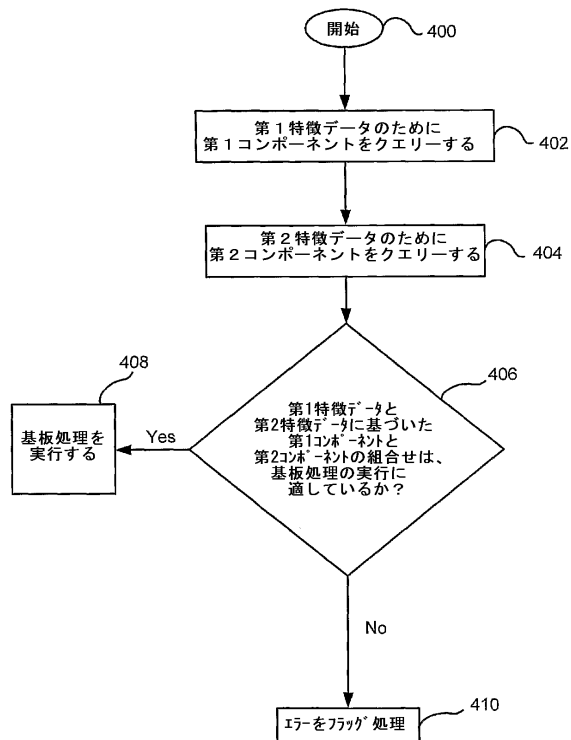 開始
400
第1特徴データのために
第1コンポーネントをクエリーする
402
第2特徴データのために
第2コンポーネントをクエリーする
404
406
408
第1特徴ﾃﾞｰﾀと
第2特徴ﾃﾞｰﾀに基づいた
第1ｺﾝﾎﾟｰﾈﾝﾄと
第2ｺﾝﾎﾟｰﾈﾝﾄの組合せは、
基板処理の実行に
適しているか？
Yes
基板処理を
実行する
No
ｴﾗｰをﾌﾗｯｸﾞ処理
410